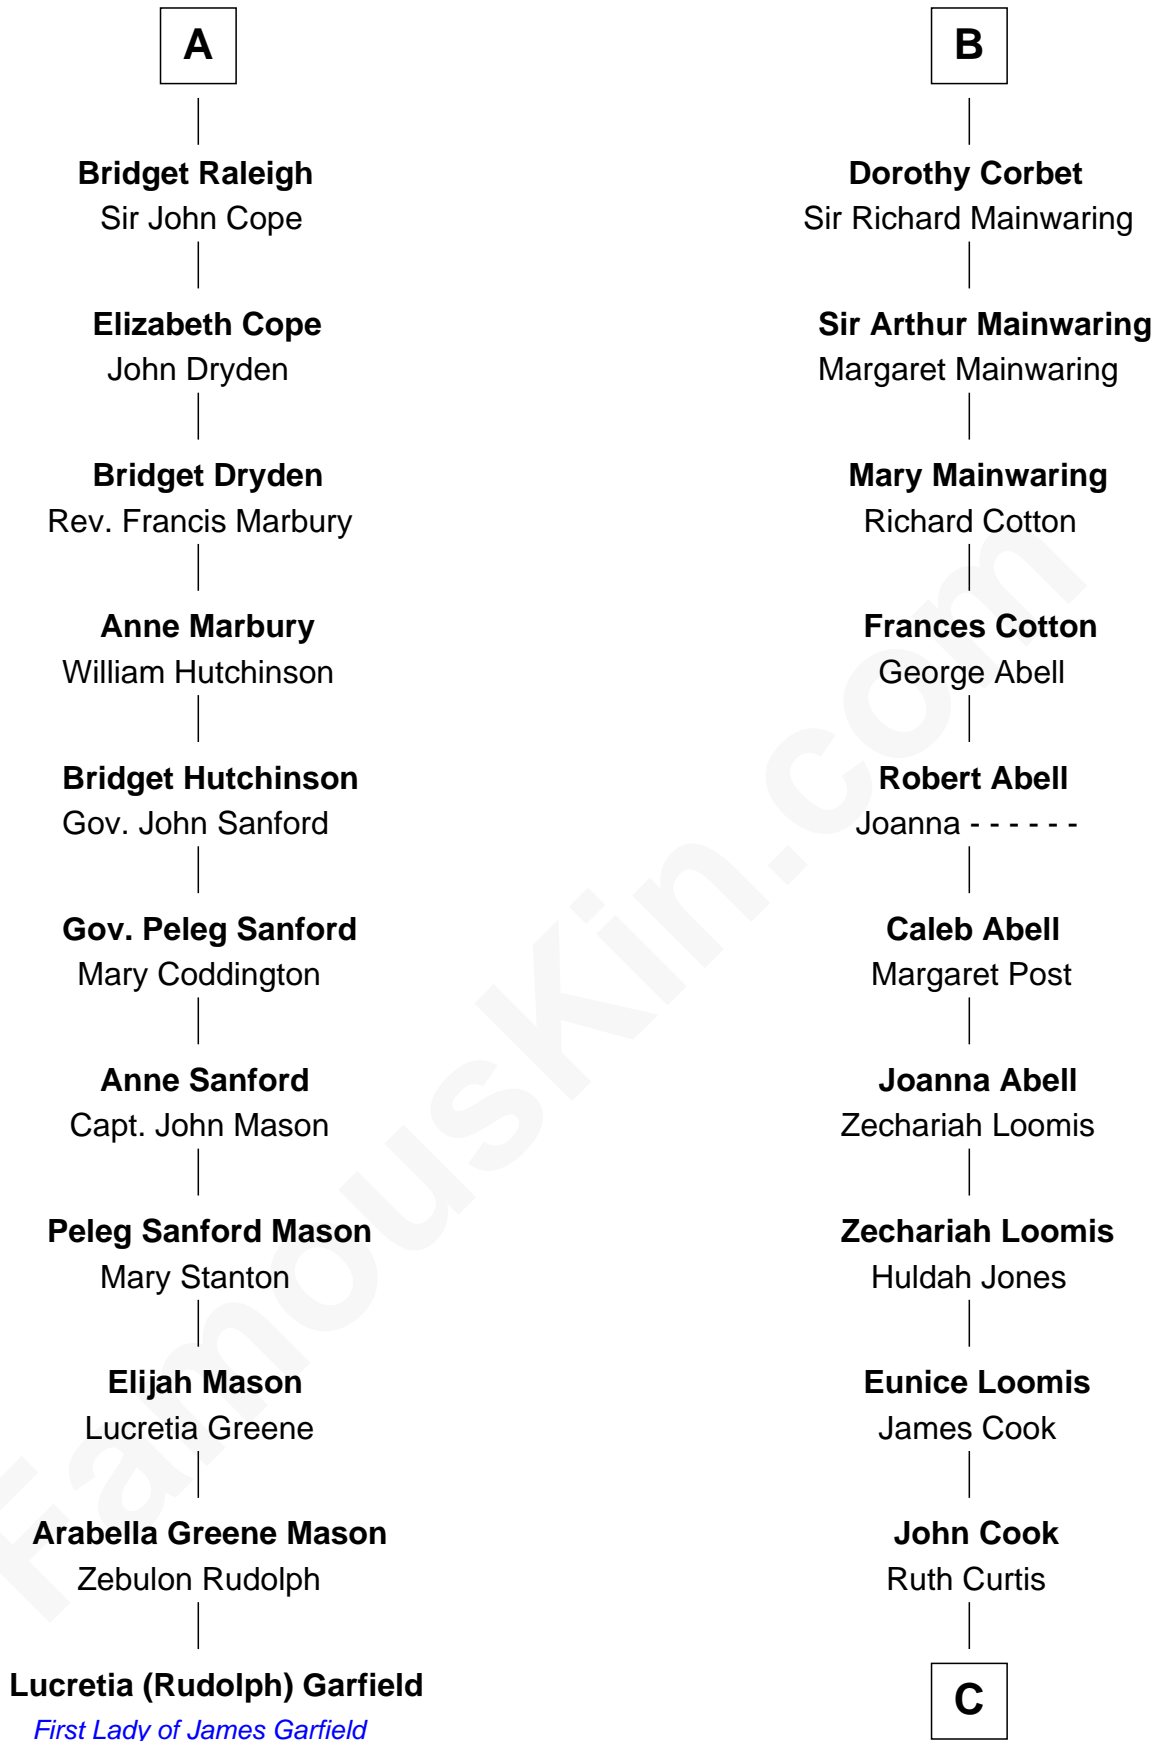 A
Bridget Raleigh
Sir John Cope
Elizabeth Cope
John Dryden
Bridget Dryden
Rev. Francis Marbury
Anne Marbury
William Hutchinson
Bridget Hutchinson
Gov. John Sanford
Gov. Peleg Sanford
Mary Coddington
Anne Sanford
Capt. John Mason
Peleg Sanford Mason
Mary Stanton
Elijah Mason
Lucretia Greene
Arabella Greene Mason
Zebulon Rudolph
Lucretia (Rudolph) Garfield
First Lady of James Garfield
B
Dorothy Corbet
Sir Richard Mainwaring
Sir Arthur Mainwaring
Margaret Mainwaring
Mary Mainwaring
Richard Cotton
Frances Cotton
George Abell
Robert Abell
Joanna - - - - - -
Caleb Abell
Margaret Post
Joanna Abell
Zechariah Loomis
Zechariah Loomis
Huldah Jones
Eunice Loomis
James Cook
John Cook
Ruth Curtis
C
FamousKin.com